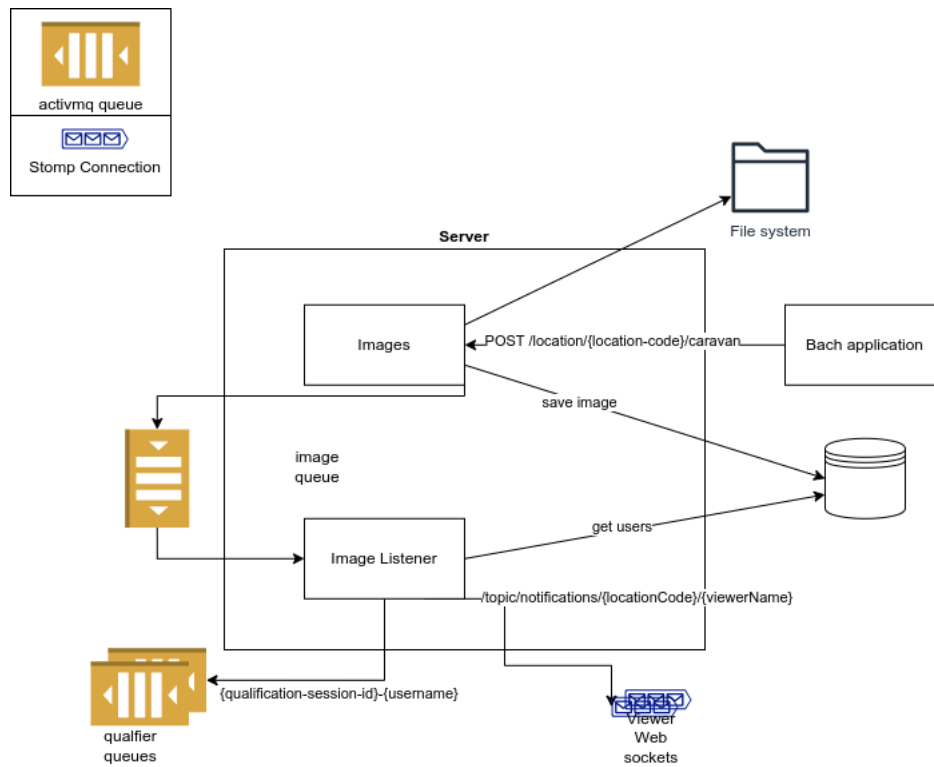 activmq queue
Stomp Connection
File system
Server
Images
POST /location/{location-code}/caravan
Bach application
save image
image
queue
get users
Image Listener
/topic/notifications/{locationCode}/{viewerName}
{qualification-session-id}-{username}
qualfier
queues
Viewer
Web
sockets